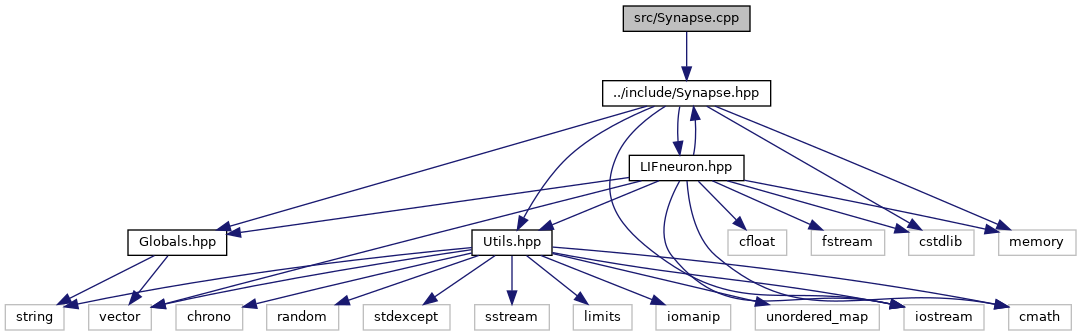 src/Synapse.cpp
../include/Synapse.hpp
LIFneuron.hpp
Globals.hpp
Utils.hpp
cfloat
fstream
cstdlib
memory
string
vector
chrono
random
stdexcept
sstream
limits
iomanip
unordered_map
iostream
cmath